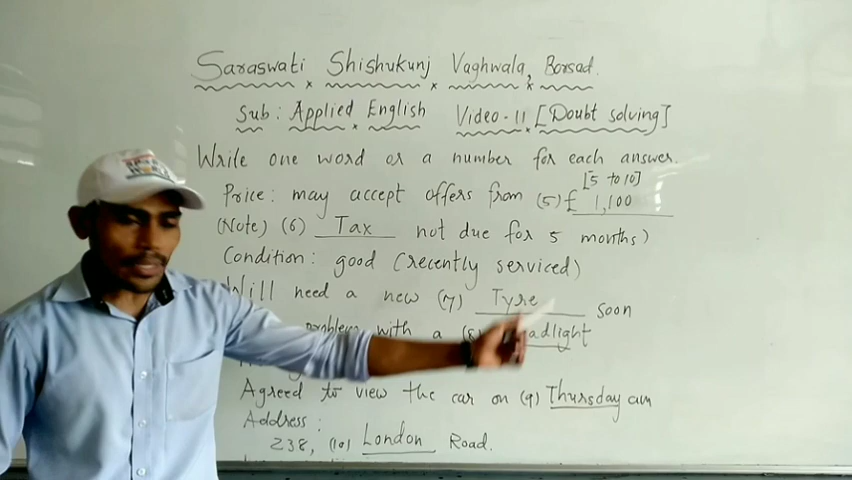 Saraswati Shishukunj Vaghwala, Borsad.
Sub : Applied English Video - 11 [Doubt solving]
Write one word or a number for each answer.
[5 to 10]
Price : may accept offers from (5) £ 1,100
(Note) (6) Tax not due for 5 months)
Condition : good (recently serviced)
Will need a new (7) Tyre soon
problem with a
Agreed to view the car on (9) Thursday am
Address :
238, (10) London Road.